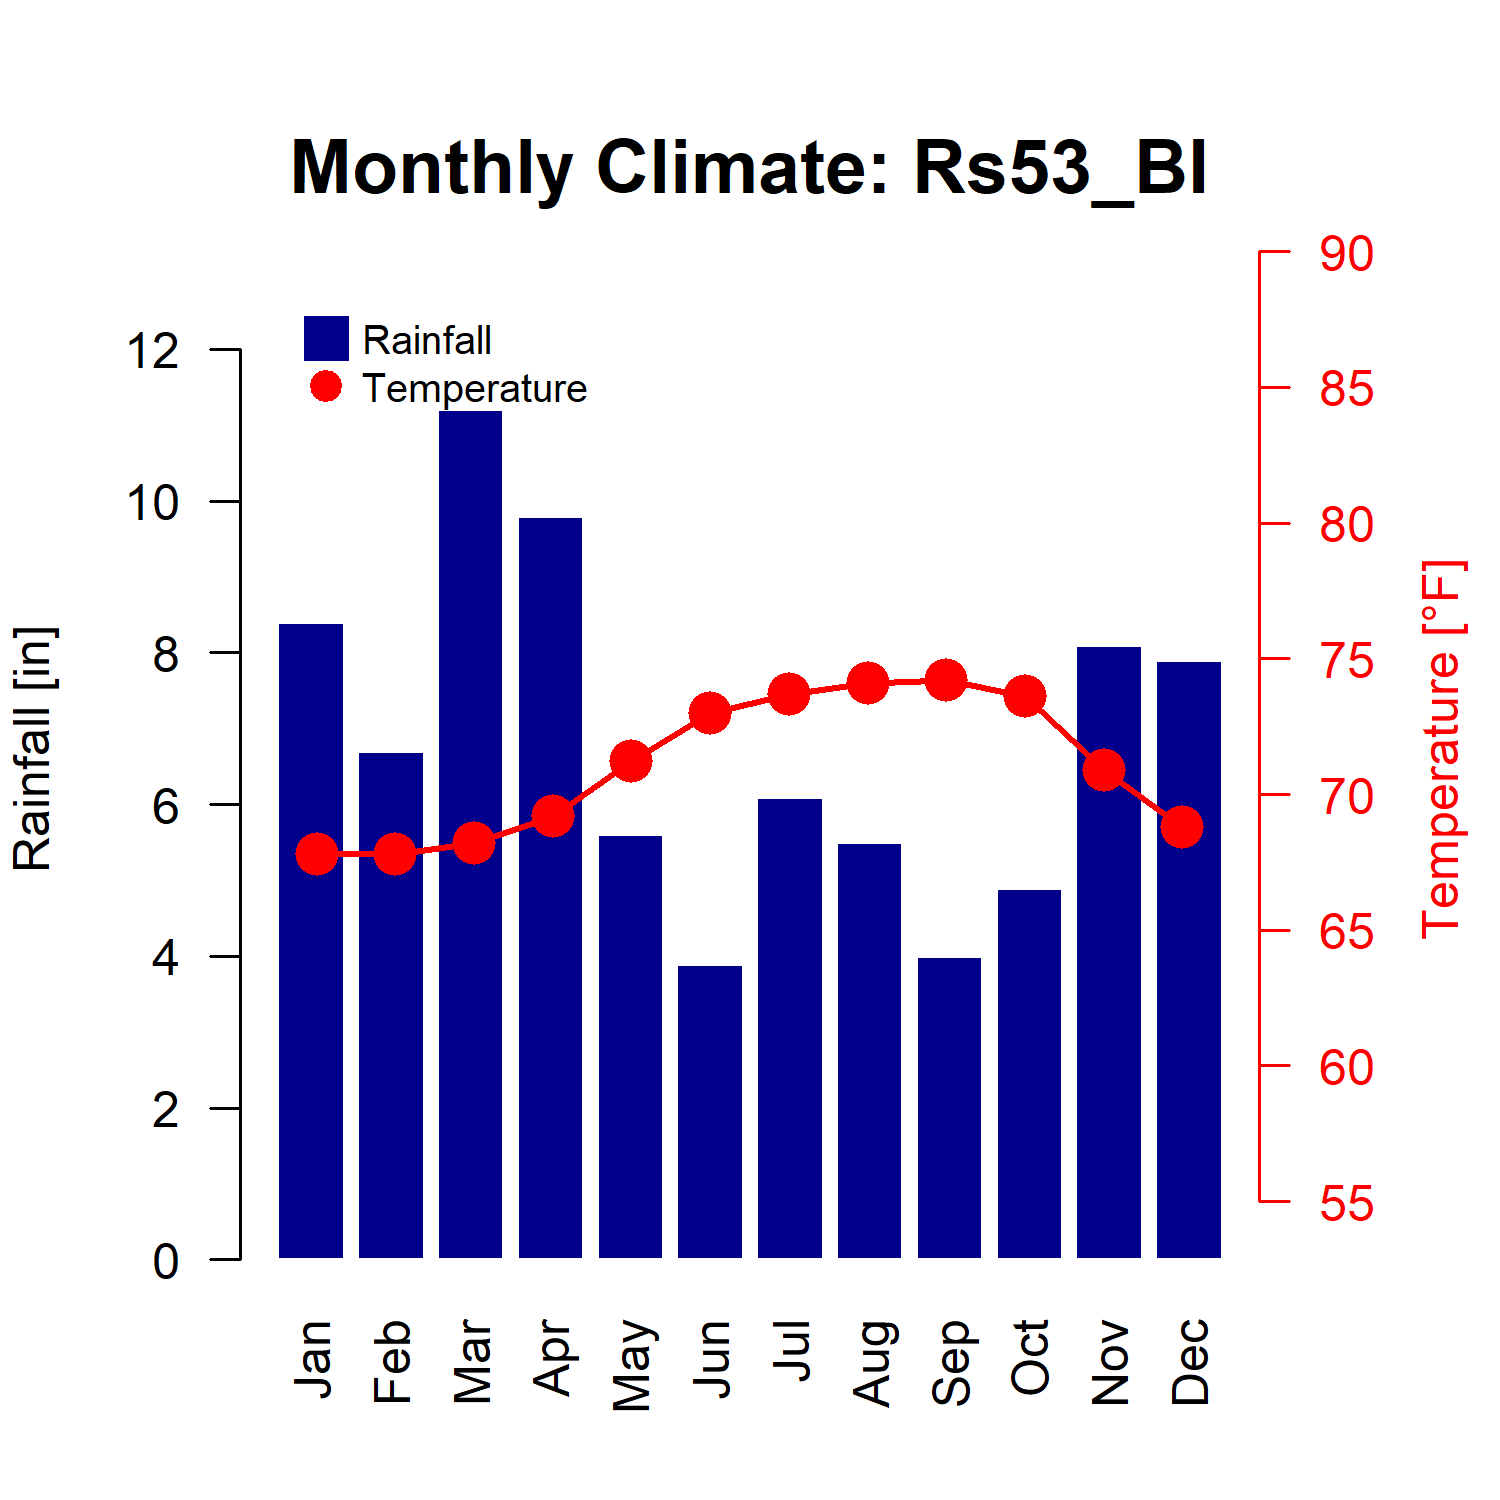 Monthly Climate: Rs53_BI
Rainfall
Temperature
Rainfall [in]
12
10
8
6
4
2
0
90
85
80
75
70
65
60
55
Temperature [°F]
Jan Feb Mar Apr May Jun Jul Aug Sep Oct Nov Dec